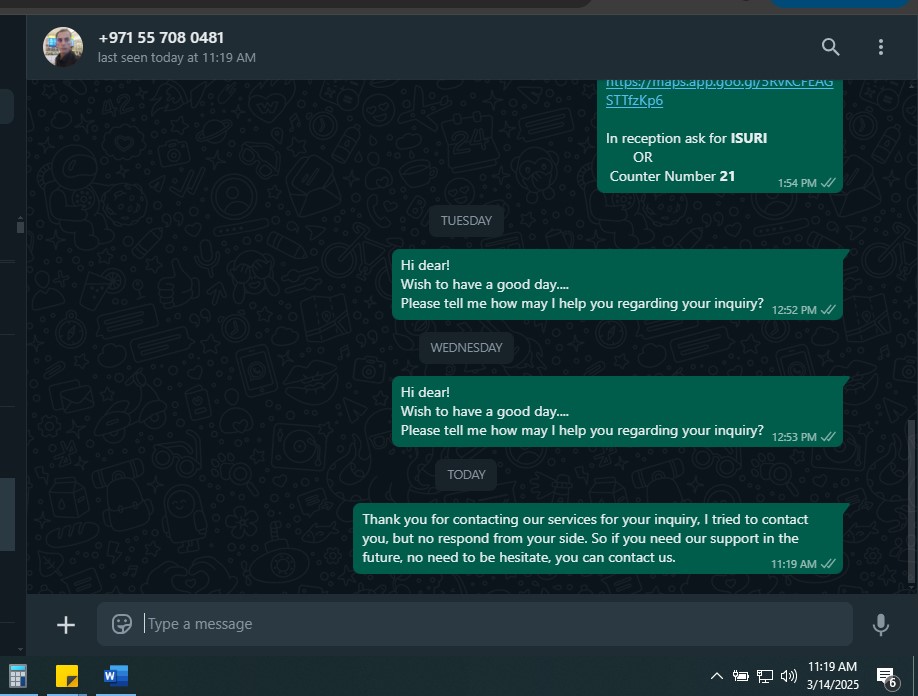 +971 55 708 0481
last seen today at 11:19 AM
STTfzKp6
In reception ask for ISURI
OR
Counter Number 21
1:54 PM
TUESDAY
Hi dear!
Wish to have a good day....
Please tell me how may I help you regarding your inquiry?
12:52 PM
WEDNESDAY
Hi dear!
Wish to have a good day....
Please tell me how may I help you regarding your inquiry?
12:53 PM
TODAY
Thank you for contacting our services for your inquiry, I tried to contact
you, but no respond from your side. So if you need our support in the
future, no need to be hesitate, you can contact us.
11:19 AM
Type a message
W
11:19 AM
3/14/2025
6